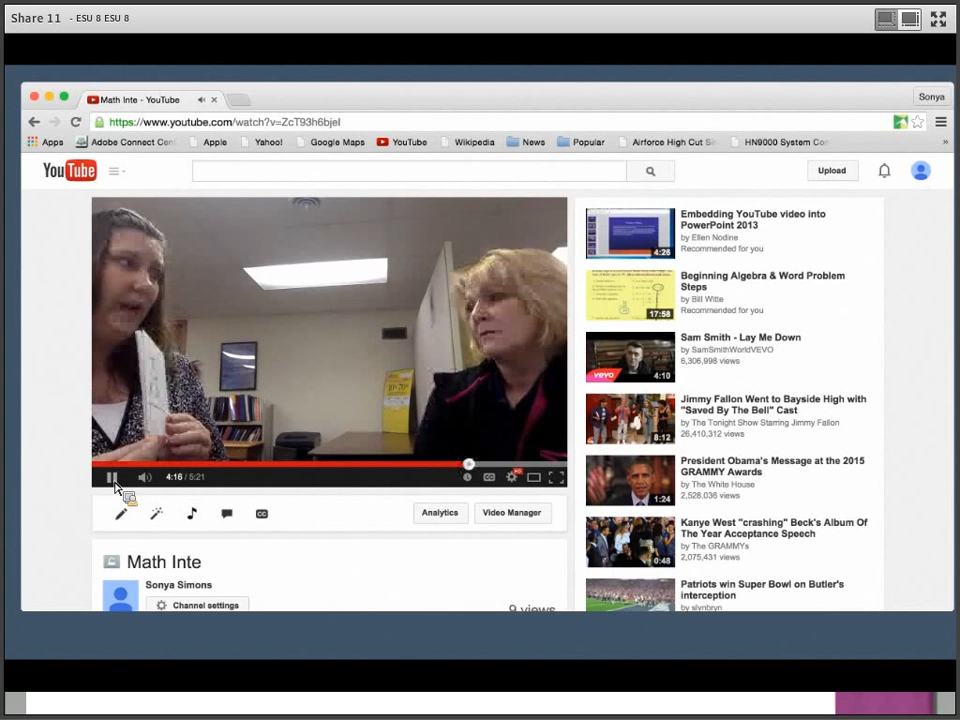 Share 11 - ESU 8 ESU 8
Math Inte - YouTube
Sonya
https://www.youtube.com/watch?v=ZcT93h6bjeI
Apps Adobe Connect Cen Apple Yahoo! Google Maps YouTube Wikipedia News Popular Airforce High Cut Si HN9000 System Con »
YouTube
Upload
Embedding YouTube video into
PowerPoint 2013
by Ellen Nodine
Recommended for you
4:26
Beginning Algebra & Word Problem
Steps
by Bill Witte
Recommended for you
17:58
Sam Smith - Lay Me Down
by SamSmithWorldVEVO
6,306,998 views
vevo
4:10
Jimmy Fallon Went to Bayside High with
"Saved By The Bell" Cast
by The Tonight Show Starring Jimmy Fallon
26,410,312 views
8:12
President Obama's Message at the 2015
GRAMMY Awards
by The White House
2,528,036 views
1:24
Kanye West "crashing" Beck's Album Of
The Year Acceptance Speech
by The GRAMMYs
2,075,431 views
0:48
Patriots win Super Bowl on Butler's
interception
by slynbryn
4:16 / 5:21
HD
CC
Analytics
Video Manager
Math Inte
Sonya Simons
Channel settings
9 views